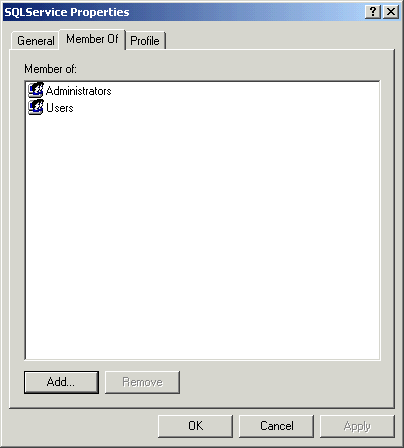 SQLService Properties
General Member Of Profile
Member of:
Administrators
Users
Add... Remove
OK Cancel Apply